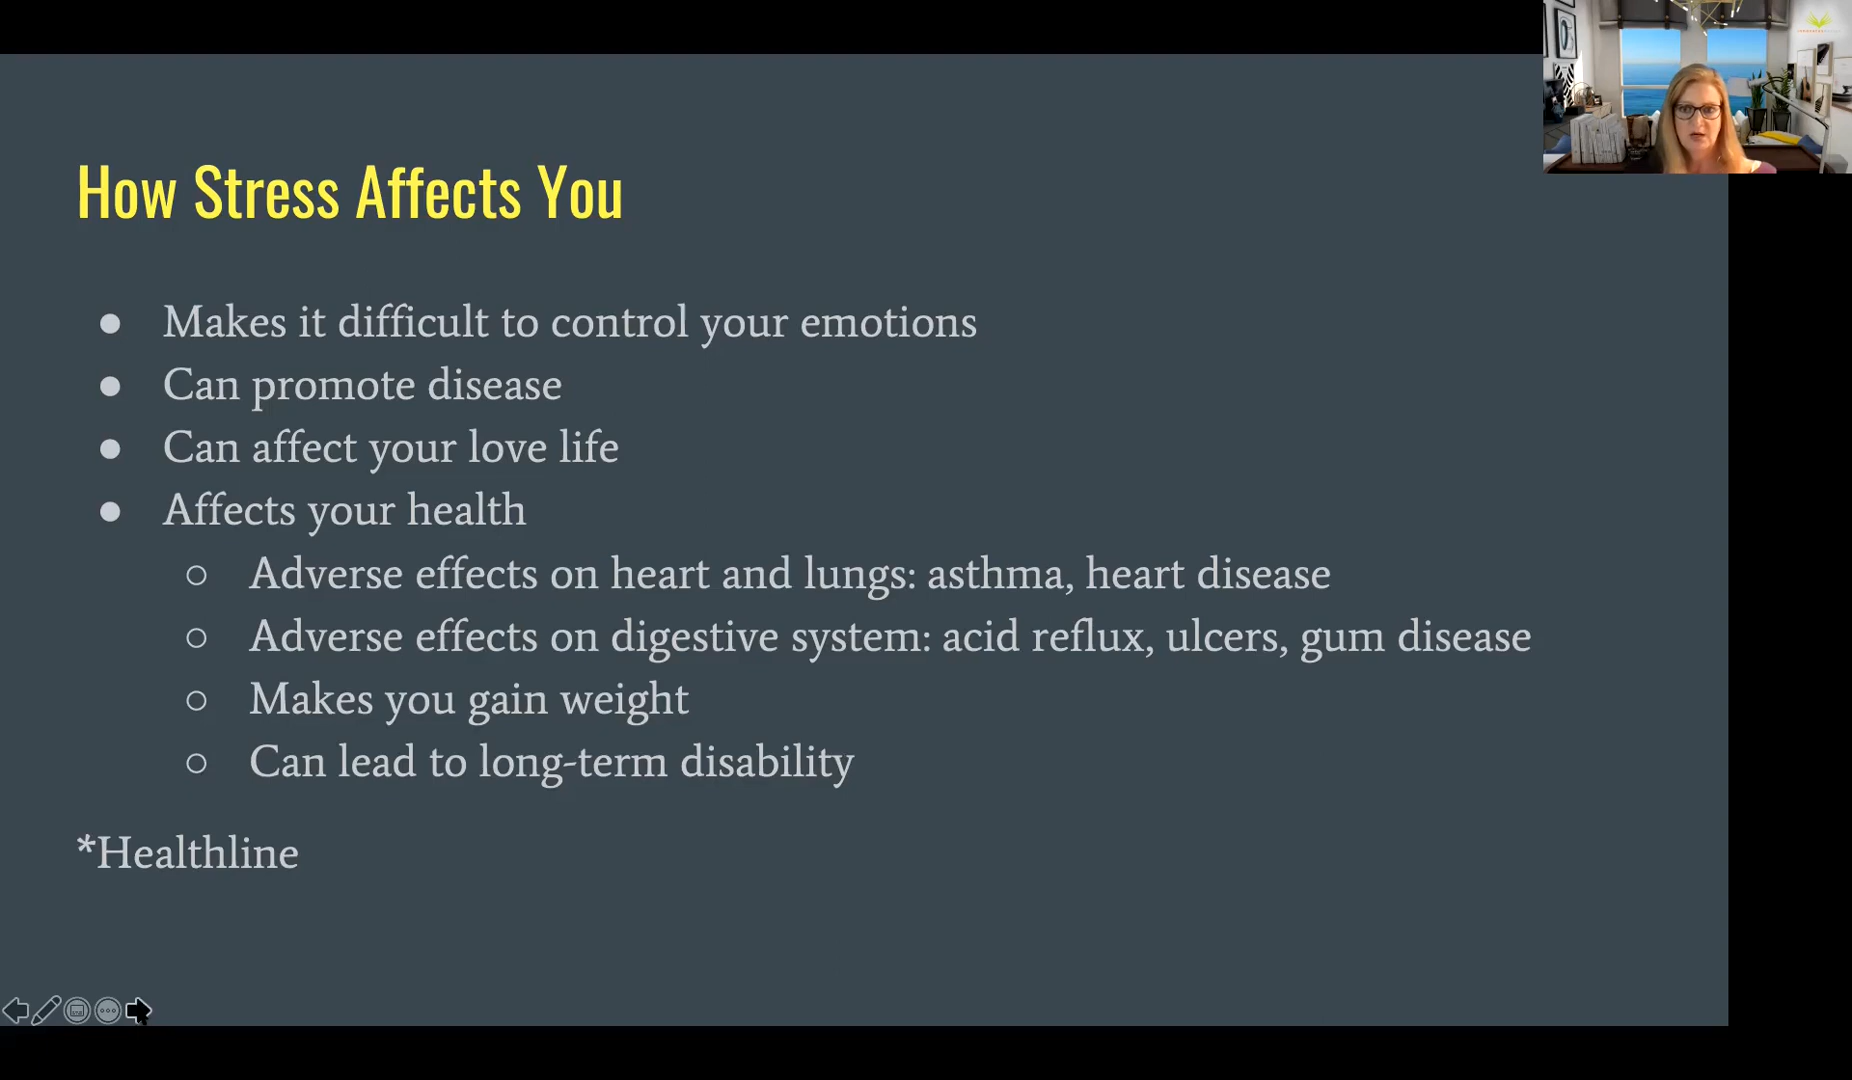 How Stress Affects You
● Makes it difficult to control your emotions
● Can promote disease
● Can affect your love life
● Affects your health
○ Adverse effects on heart and lungs: asthma, heart disease
○ Adverse effects on digestive system: acid reflux, ulcers, gum disease
○ Makes you gain weight
○ Can lead to long-term disability
*Healthline